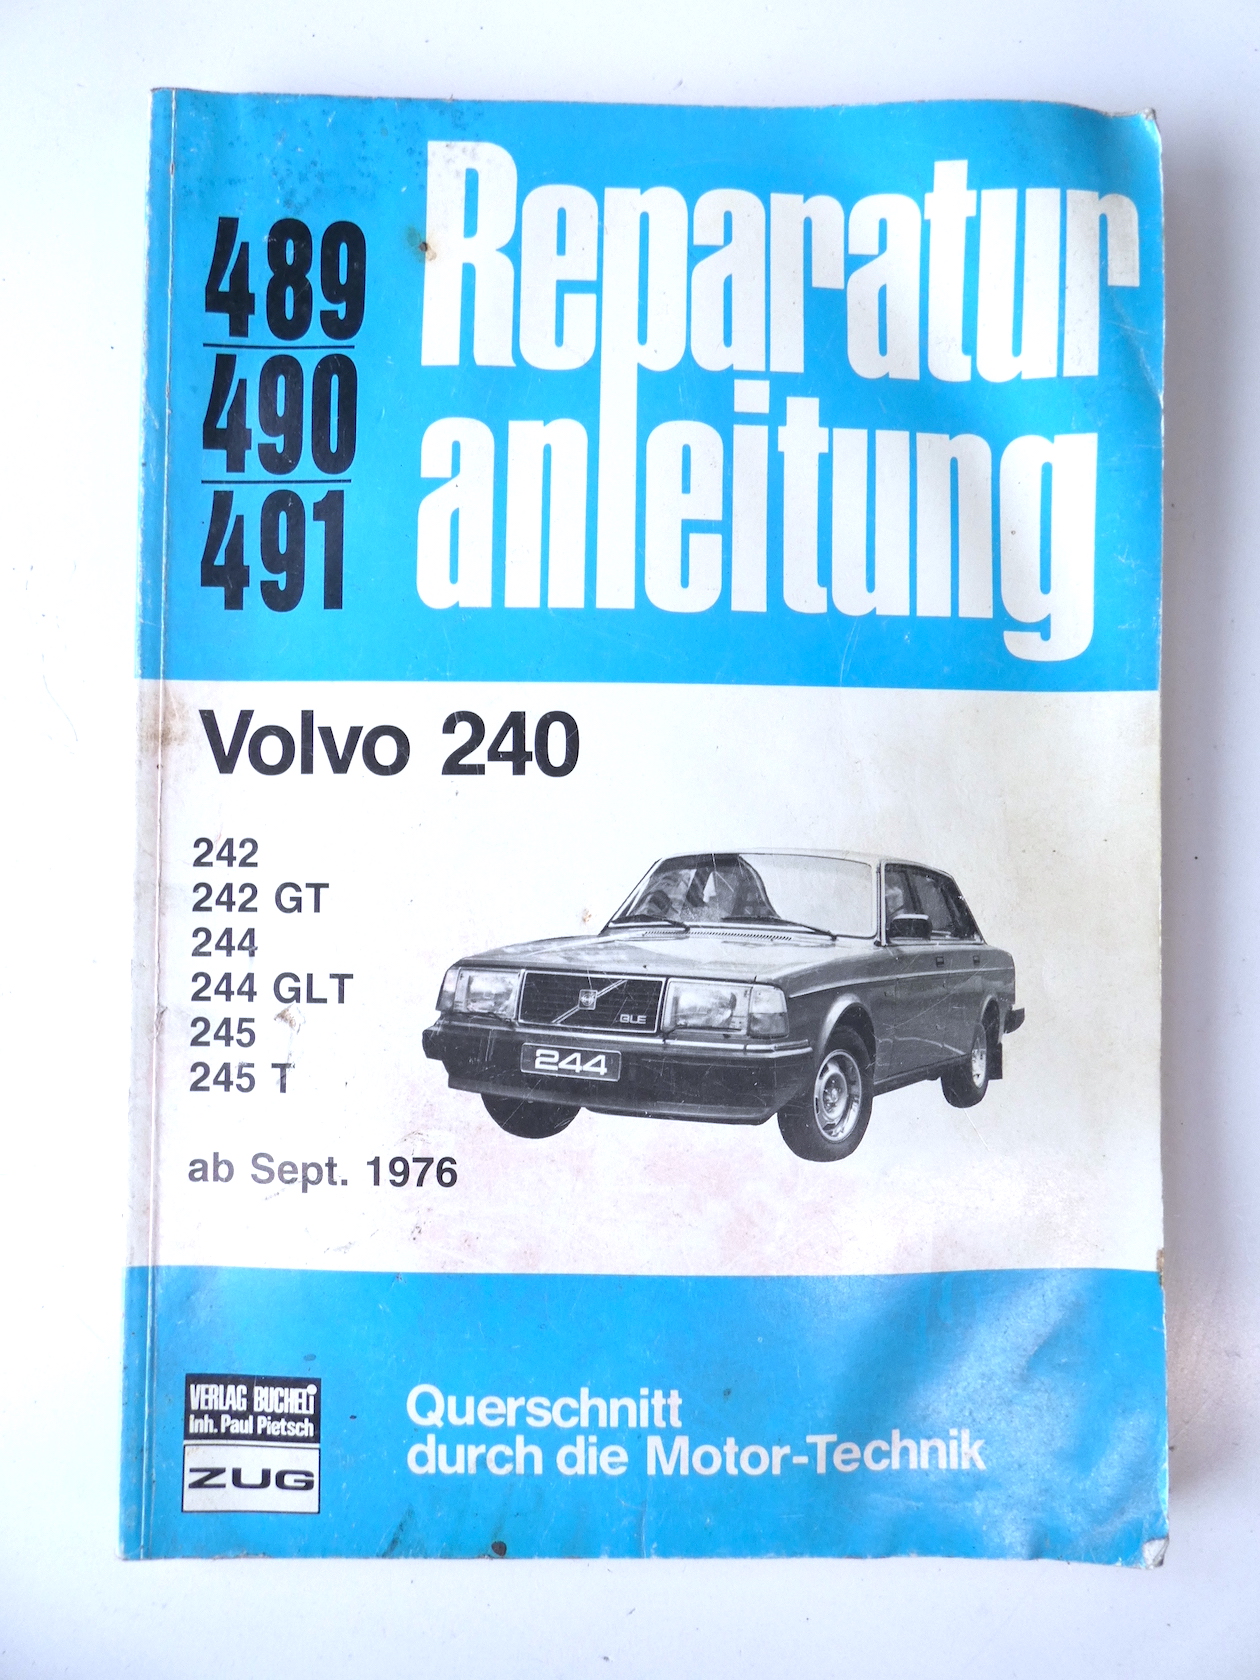 489
490
491
Reparatur
anleitung
Volvo 240
242
242 GT
244
244 GLT
245
245 T
ab Sept. 1976
GLE
244
VERLAG BUCHELI
Inh. Paul Pietsch
ZUG
Querschnitt
durch die Motor-Technik